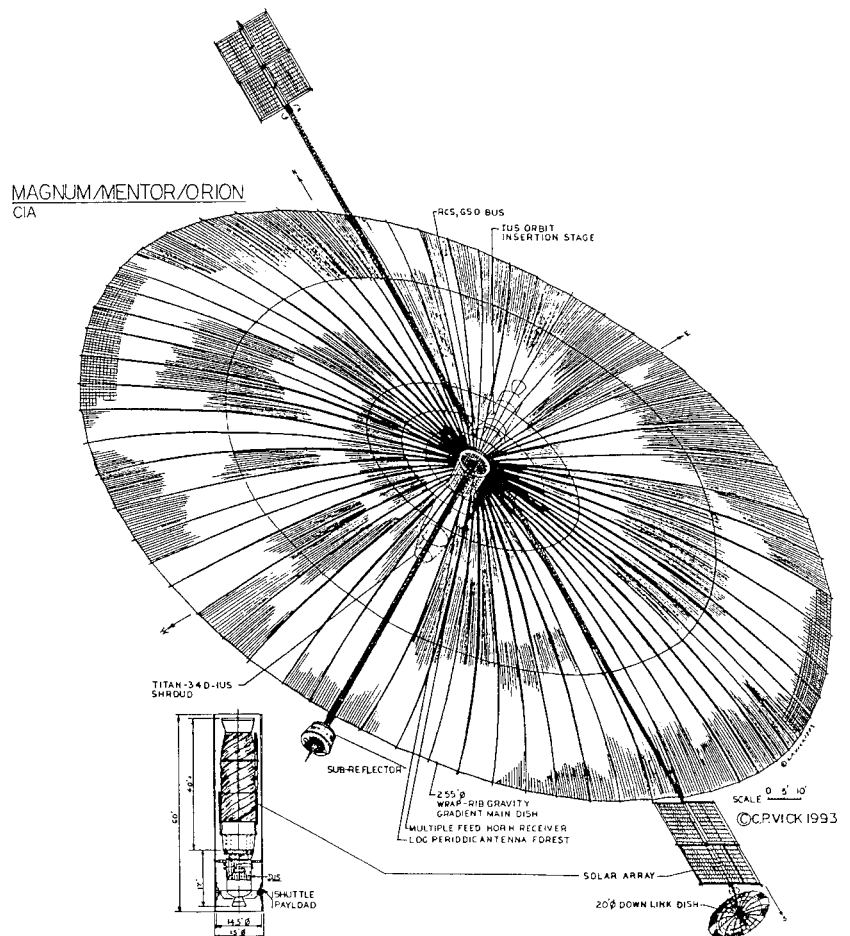 MAGNUM/MENTOR/ORION
CIA
N
RCS, GSO BUS
IUS ORBIT
INSERTION STAGE
E
W
TITAN-34D-IUS
SHROUD
SUB-REFLECTOR
255'Ø
WRAP-RIB GRAVITY
GRADIENT MAIN DISH
MULTIPLE FEED HORN RECEIVER
LOG PERIODIC ANTENNA FOREST
SCALE 0 5' 10'
©C.P.VICK 1993
SOLAR ARRAY
20'Ø DOWN LINK DISH
S
60'
40'
17'
IUS
SHUTTLE
PAYLOAD
14.5'Ø
15'Ø